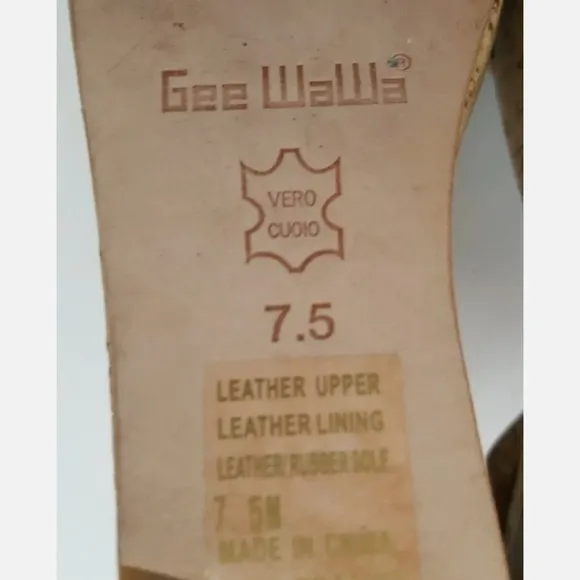 Gee WaWa®
VERO
CUOIO
7.5
LEATHER UPPER
LEATHER LINING
LEATHER/RUBBER SOLE
7.5M
MADE IN CHINA